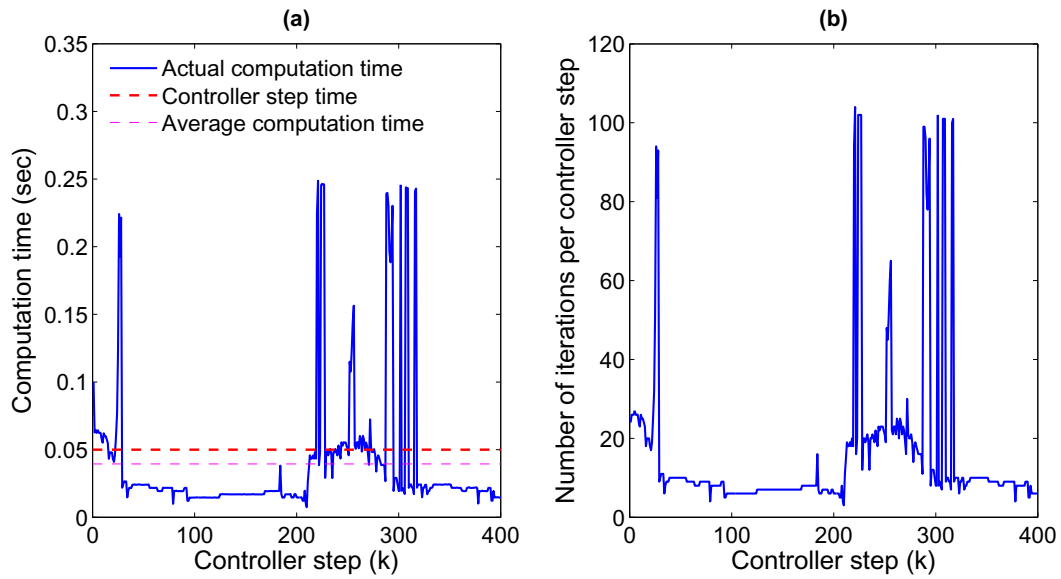 (a)
0.35
0.3
0.25
0.2
0.15
0.1
0.05
0
Computation time (sec)
Actual computation time
Controller step time
Average computation time
0 100 200 300 400
Controller step (k)
(b)
120
100
80
60
40
20
0
Number of iterations per controller step
0 100 200 300 400
Controller step (k)